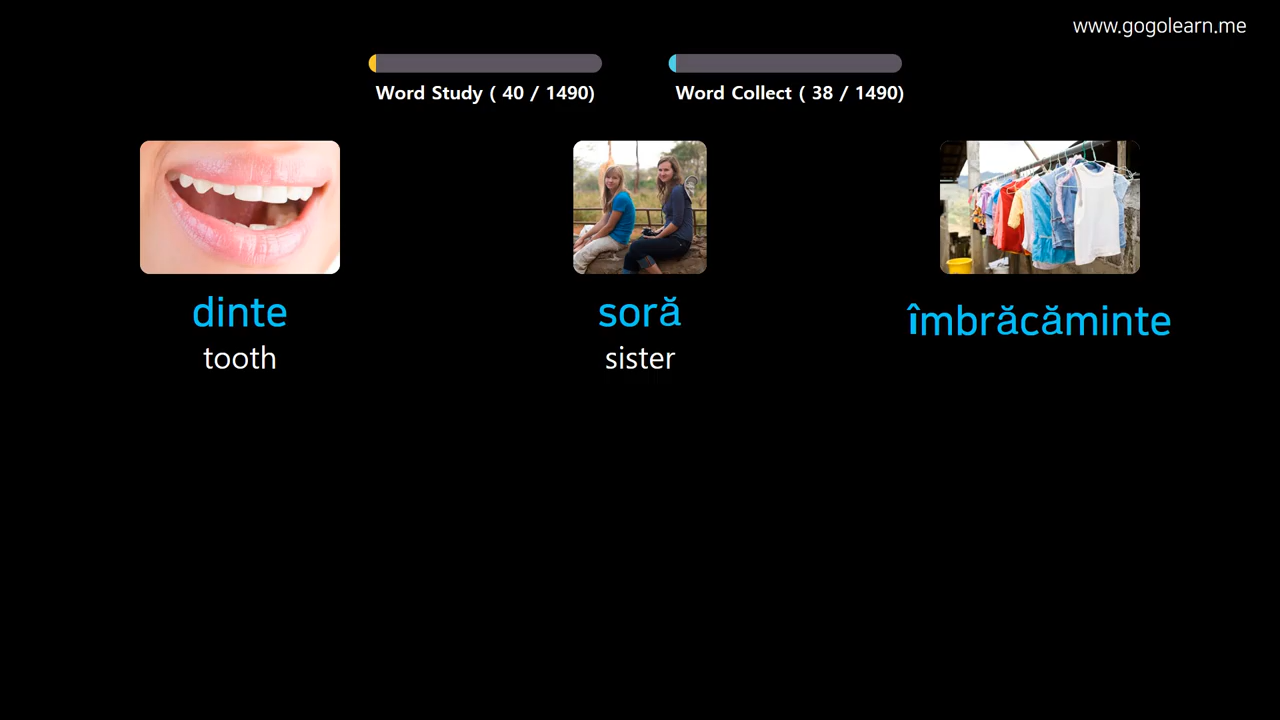 www.gogolearn.me
Word Study ( 40 / 1490)
Word Collect ( 38 / 1490)
dinte
tooth
soră
sister
îmbrăcăminte